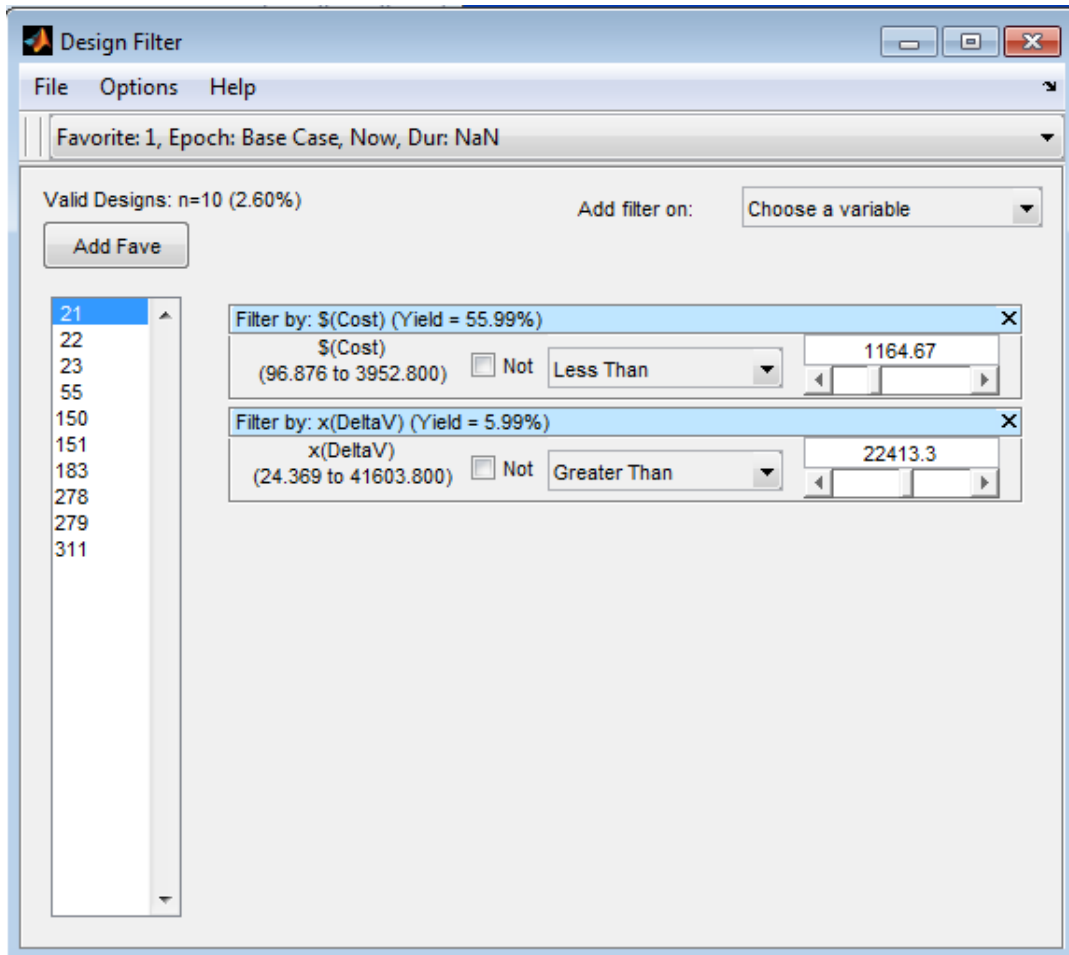 Design Filter
File Options Help
Favorite: 1, Epoch: Base Case, Now, Dur: NaN
Valid Designs: n=10 (2.60%)
Add filter on:
Choose a variable
Add Fave
21
22
23
55
150
151
183
278
279
311
Filter by: $(Cost) (Yield = 55.99%)
$(Cost)
(96.876 to 3952.800)
Not
Less Than
1164.67
Filter by: x(DeltaV) (Yield = 5.99%)
x(DeltaV)
(24.369 to 41603.800)
Not
Greater Than
22413.3